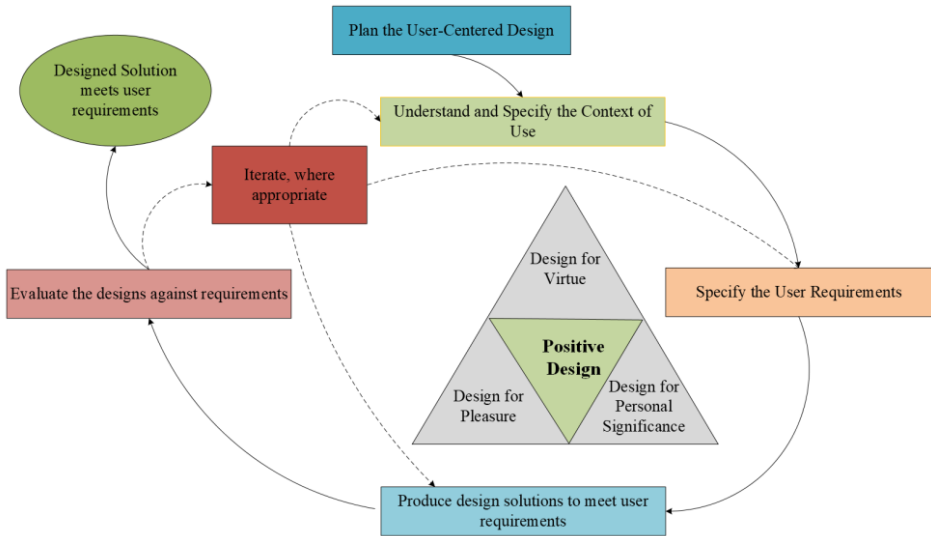 Plan the User-Centered Design
Designed Solution
meets user
requirements
Understand and Specify the Context of
Use
Iterate, where
appropriate
Design for
Virtue
Evaluate the designs against requirements
Specify the User Requirements
Positive
Design
Design for
Pleasure
Design for
Personal
Significance
Produce design solutions to meet user
requirements